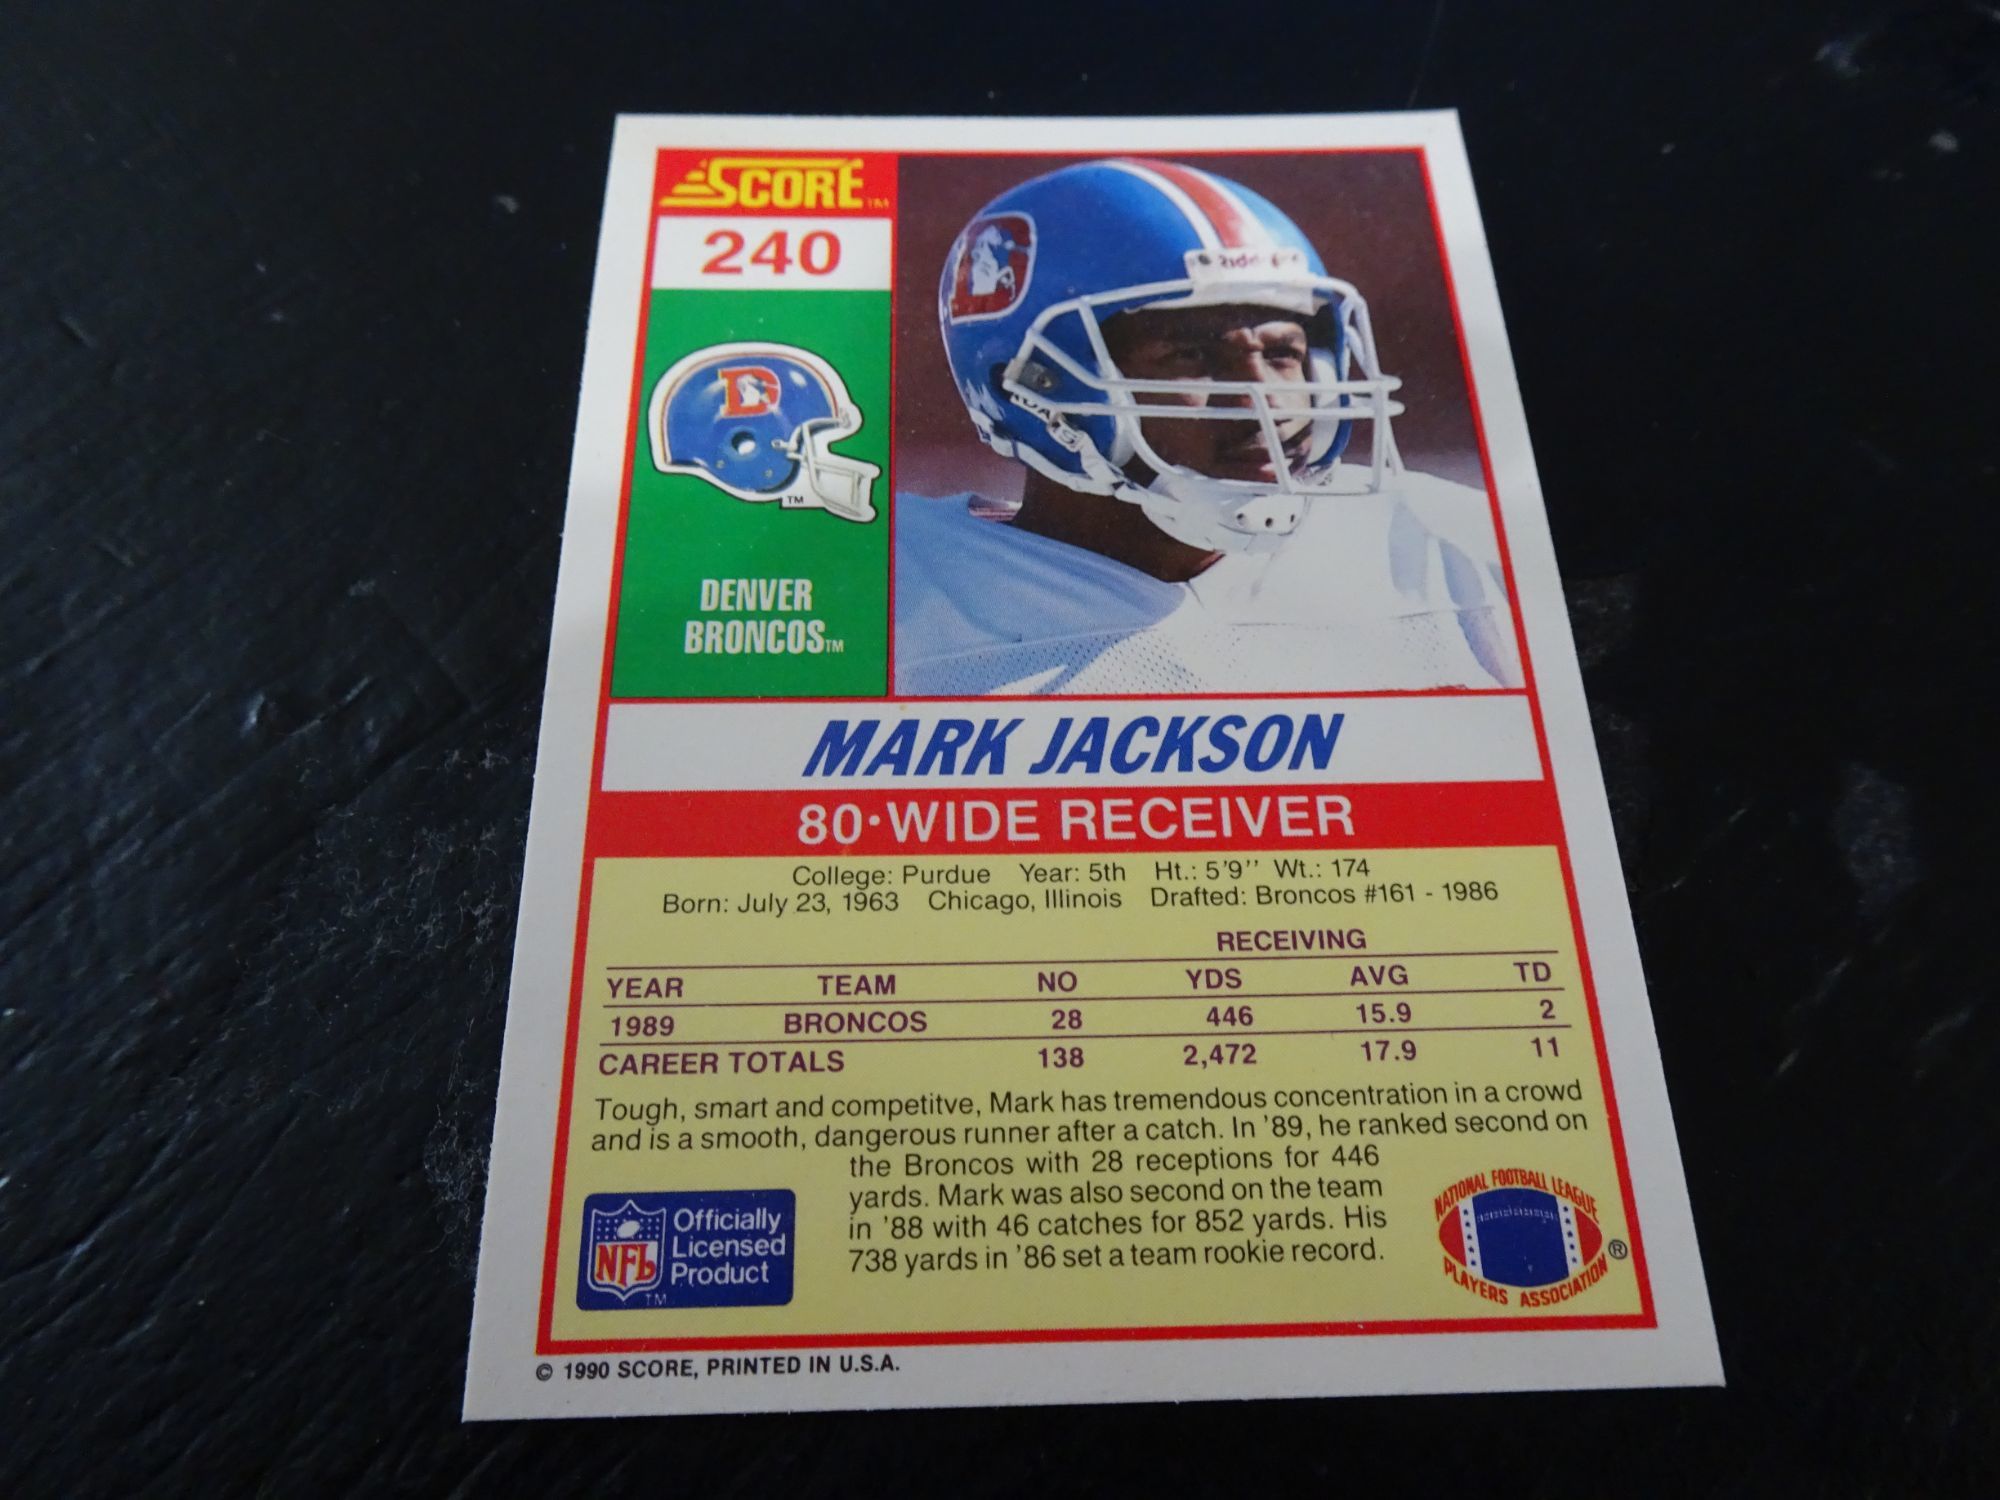 SCORE™
240
TM
DENVER
BRONCOS™
MARK JACKSON
80·WIDE RECEIVER
College: Purdue Year: 5th Ht.: 5'9'' Wt.: 174
Born: July 23, 1963 Chicago, Illinois Drafted: Broncos #161 - 1986
RECEIVING
YEAR TEAM NO YDS AVG TD
1989 BRONCOS 28 446 15.9 2
CAREER TOTALS 138 2,472 17.9 11
Tough, smart and competitve, Mark has tremendous concentration in a crowd
and is a smooth, dangerous runner after a catch. In '89, he ranked second on
the Broncos with 28 receptions for 446
yards. Mark was also second on the team
in '88 with 46 catches for 852 yards. His
738 yards in '86 set a team rookie record.
NFL
TM
Officially
Licensed
Product
NATIONAL FOOTBALL LEAGUE
PLAYERS ASSOCIATION
®
© 1990 SCORE, PRINTED IN U.S.A.